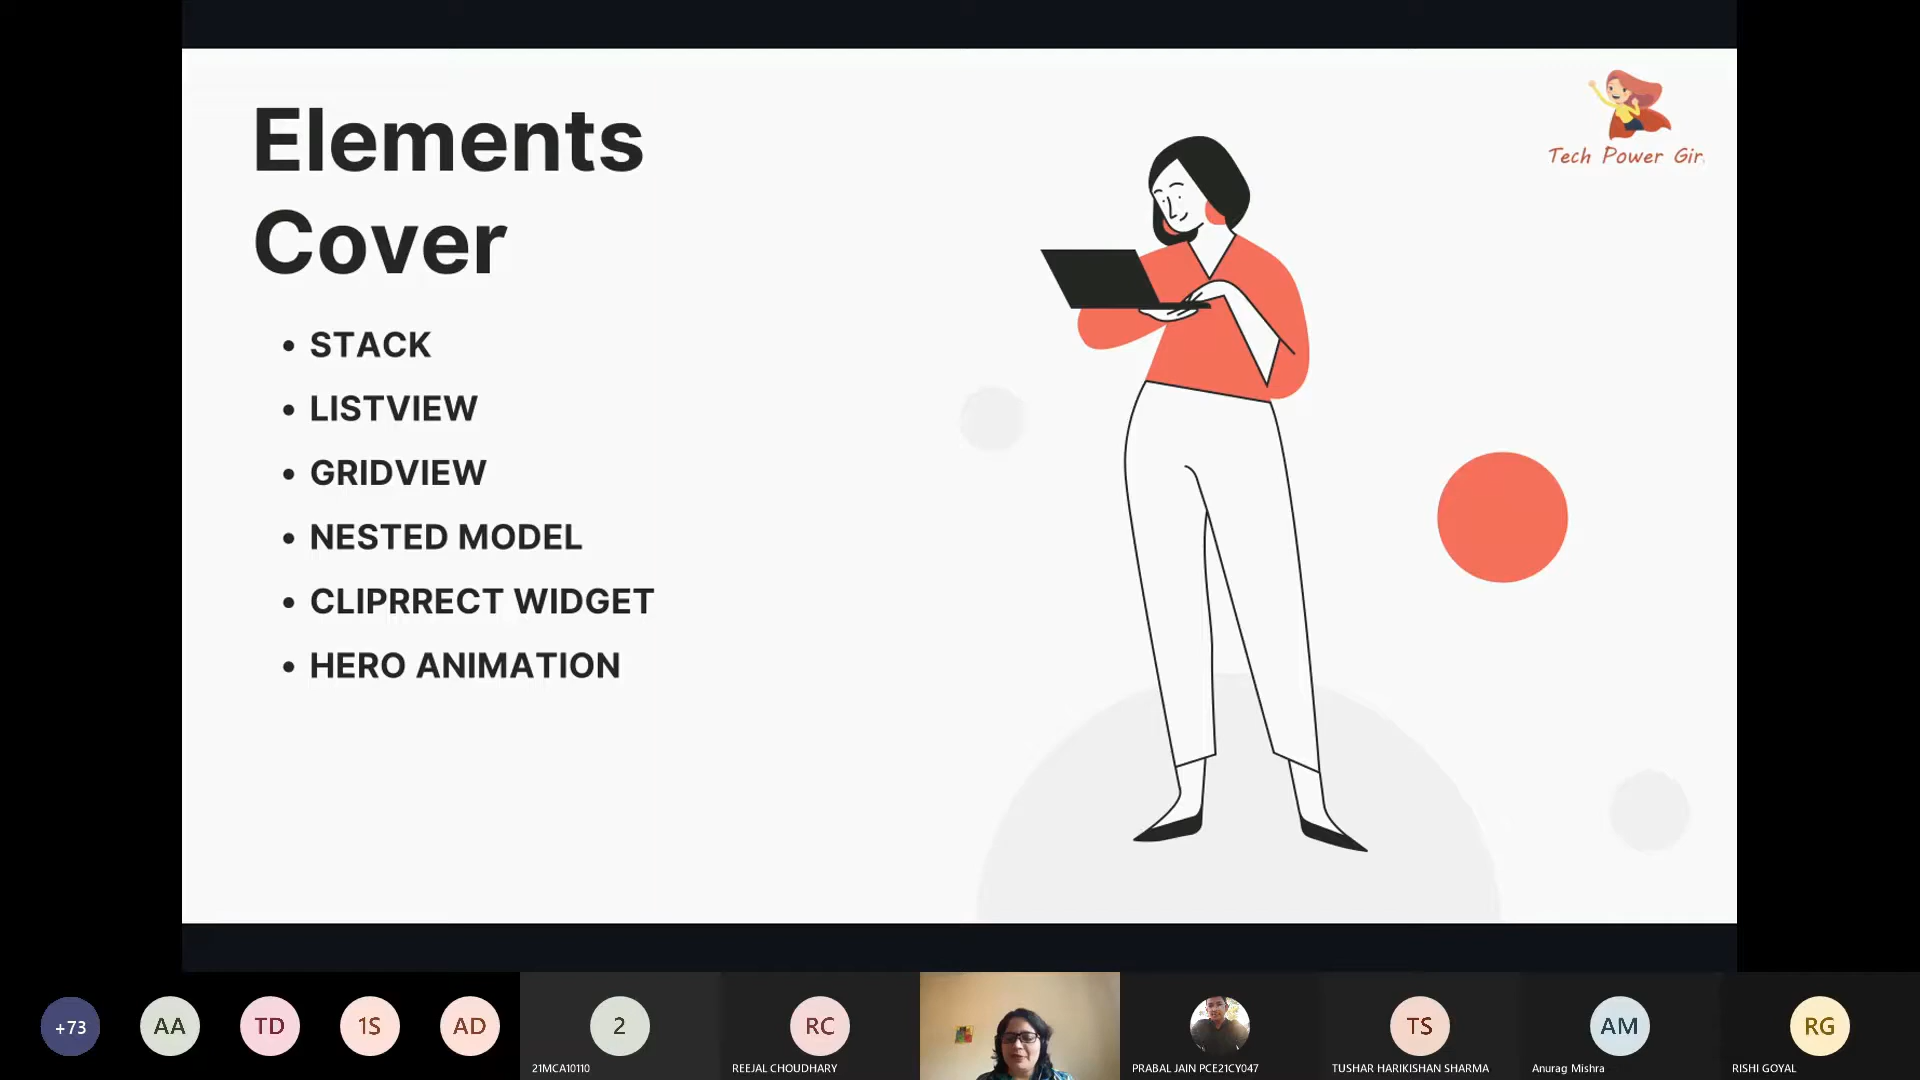 Elements
Cover
Tech Power Gir
• STACK
• LISTVIEW
• GRIDVIEW
• NESTED MODEL
• CLIPRRECT WIDGET
• HERO ANIMATION
+73
AA
TD
1S
AD
2
RC
TS
AM
RG
21MCA10110
REEJAL CHOUDHARY
PRABAL JAIN PCE21CY047
TUSHAR HARIKISHAN SHARMA
Anurag Mishra
RISHI GOYAL